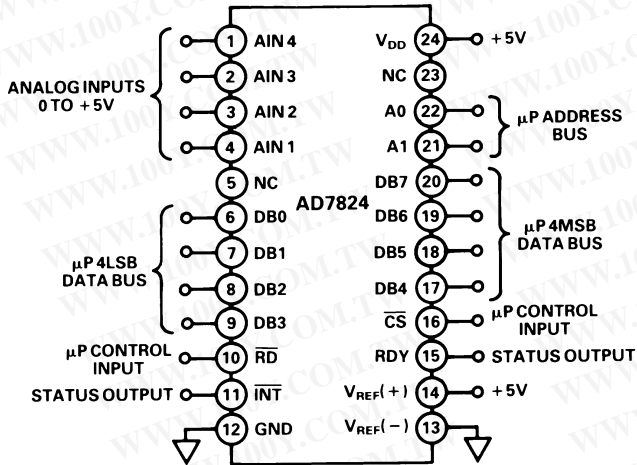 ANALOG INPUTS
0 TO +5V
1 AIN 4
2 AIN 3
3 AIN 2
4 AIN 1
5 NC
µP 4LSB
DATA BUS
6 DB0
7 DB1
8 DB2
9 DB3
µP CONTROL
INPUT
10 RD
STATUS OUTPUT
11 INT
12 GND
AD7824
VDD 24 +5V
NC 23
A0 22
A1 21
µP ADDRESS
BUS
DB7 20
DB6 19
DB5 18
DB4 17
µP 4MSB
DATA BUS
CS 16
µP CONTROL
INPUT
RDY 15 STATUS OUTPUT
VREF(+) 14 +5V
VREF(−) 13
WWW.100Y.COM.TW